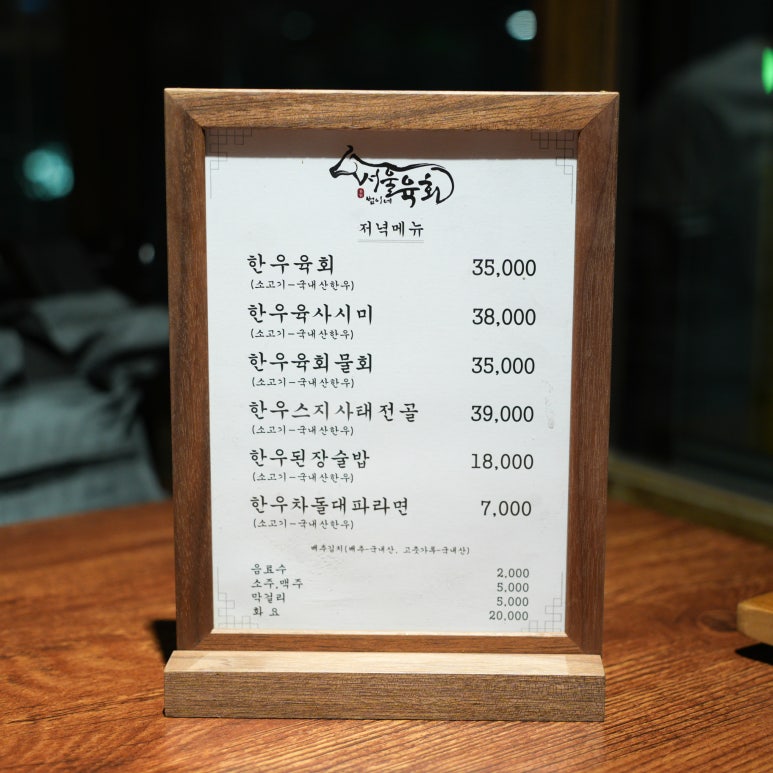 서울육회
범이네
저녁메뉴
한우육회 35,000
(소고기-국내산한우)
한우육사시미 38,000
(소고기-국내산한우)
한우육회물회 35,000
(소고기-국내산한우)
한우스지사태전골 39,000
(소고기-국내산한우)
한우된장술밥 18,000
(소고기-국내산한우)
한우차돌대파라면 7,000
(소고기-국내산한우)
배추김치(배추-국내산, 고춧가루-국내산)
음료수 2,000
소주,맥주 5,000
막걸리 5,000
화요 20,000